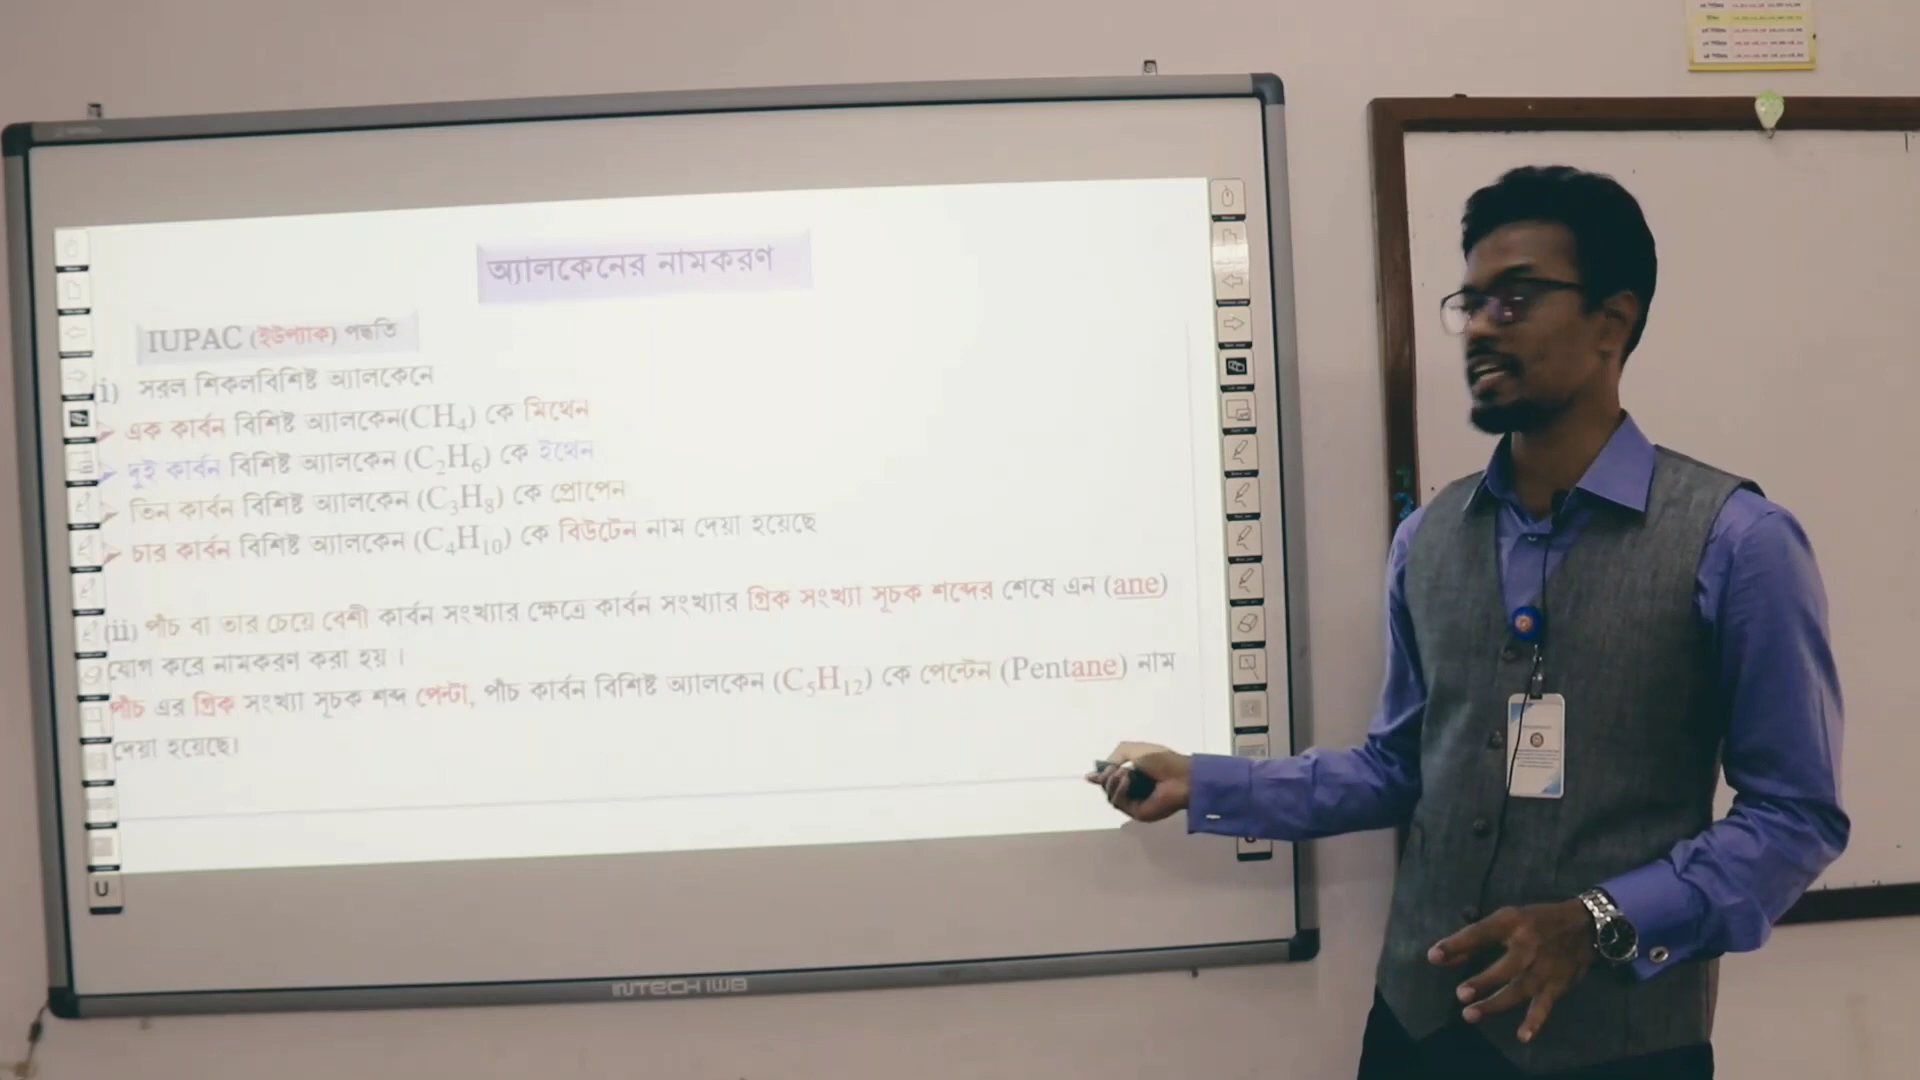 অ্যালকেনের নামকরণ
IUPAC (ইউপ্যাক) পদ্ধতি
i) সরল শিকলবিশিষ্ট অ্যালকেনে
➢ এক কার্বন বিশিষ্ট অ্যালকেন(CH₄) কে মিথেন
➢ দুই কার্বন বিশিষ্ট অ্যালকেন (C₂H₆) কে ইথেন
➢ তিন কার্বন বিশিষ্ট অ্যালকেন (C₃H₈) কে প্রোপেন
➢ চার কার্বন বিশিষ্ট অ্যালকেন (C₄H₁₀) কে বিউটেন নাম দেয়া হয়েছে
(ii) পাঁচ বা তার চেয়ে বেশী কার্বন সংখ্যার ক্ষেত্রে কার্বন সংখ্যার গ্রিক সংখ্যা সূচক শব্দের শেষে এন (ane)
যোগ করে নামকরণ করা হয় ।
পাঁচ এর গ্রিক সংখ্যা সূচক শব্দ পেন্টা, পাঁচ কার্বন বিশিষ্ট অ্যালকেন (C₅H₁₂) কে পেন্টেন (Pentane) নাম
দেয়া হয়েছে।
INTECH IWB